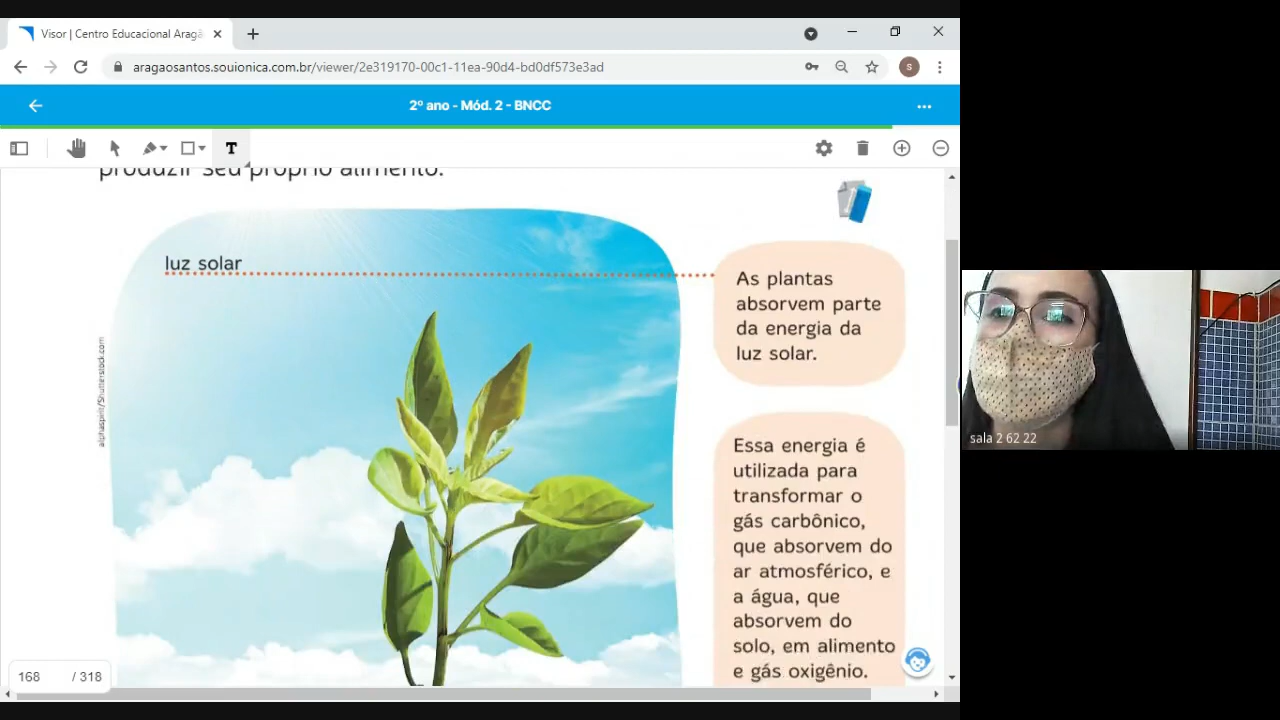 Visor | Centro Educacional Aragã
aragaosantos.souionica.com.br/viewer/2e319170-00c1-11ea-90d4-bd0df573e3ad
S
2º ano - Mód. 2 - BNCC
T
produzir seu próprio alimento.
luz solar
alphaspirit/Shutterstock.com
As plantas
absorvem parte
da energia da
luz solar.
Essa energia é
utilizada para
transformar o
gás carbônico,
que absorvem do
ar atmosférico, e
a água, que
absorvem do
solo, em alimento
e gás oxigênio.
168 / 318
sala 2 62 22